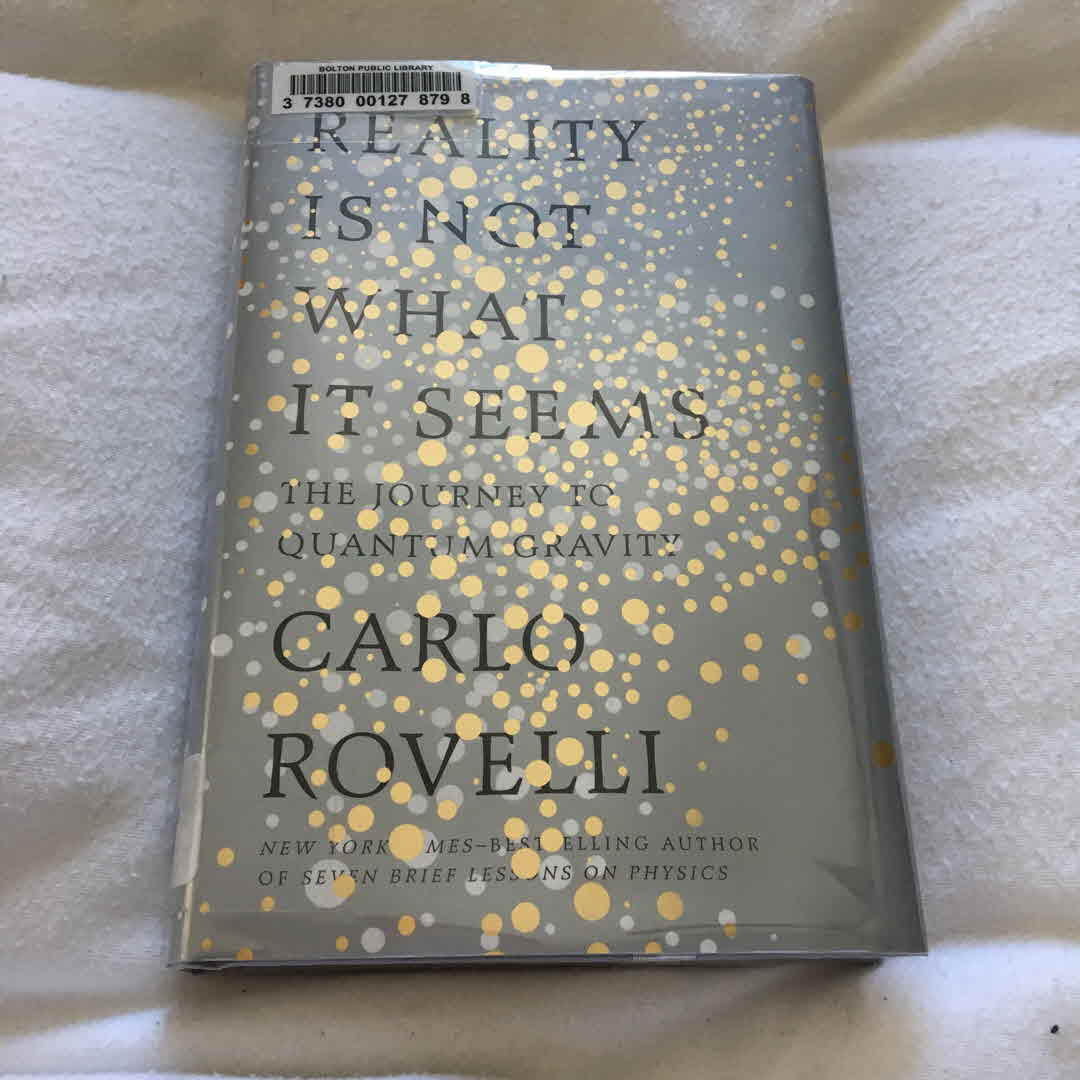 BOLTON PUBLIC LIBRARY
3 7380 00127 879 8
REALITY
IS NOT
WHAT
IT SEEMS
THE JOURNEY TO
QUANTUM GRAVITY
CARLO
ROVELLI
NEW YORK TIMES–BESTSELLING AUTHOR
OF SEVEN BRIEF LESSONS ON PHYSICS